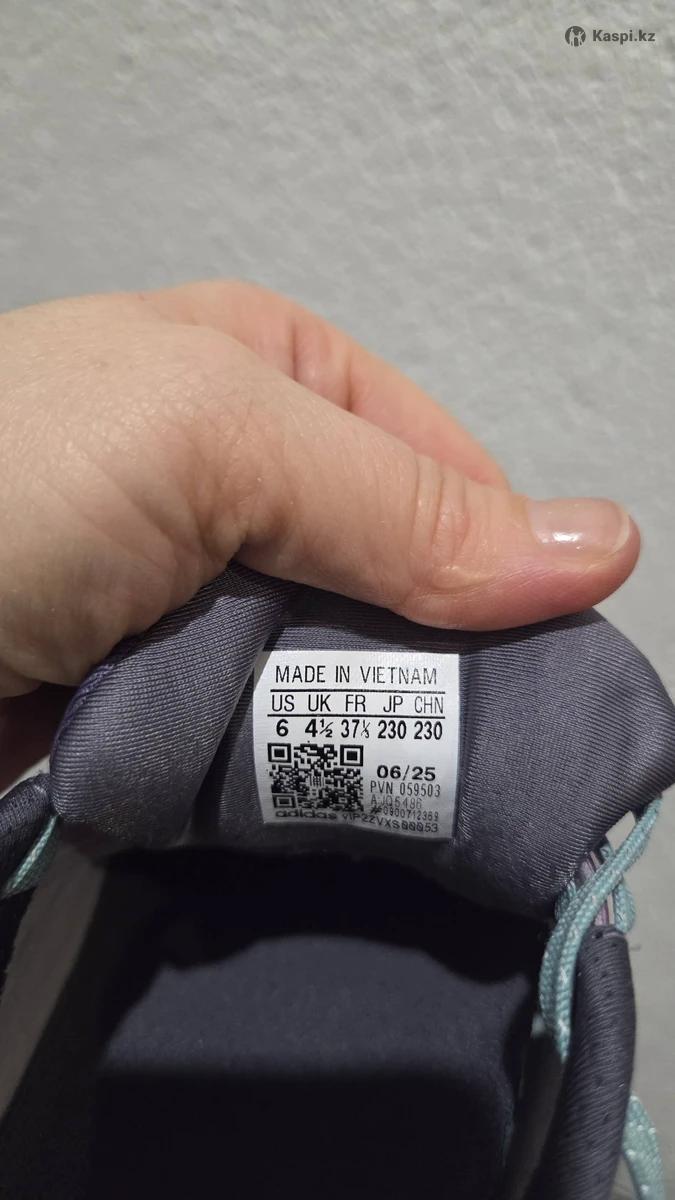 Kaspi.kz
MADE IN VIETNAM
US UK FR JP CHN
6 4½ 37⅓ 230 230
06/25
PVN 059503
#0900712369
adidas